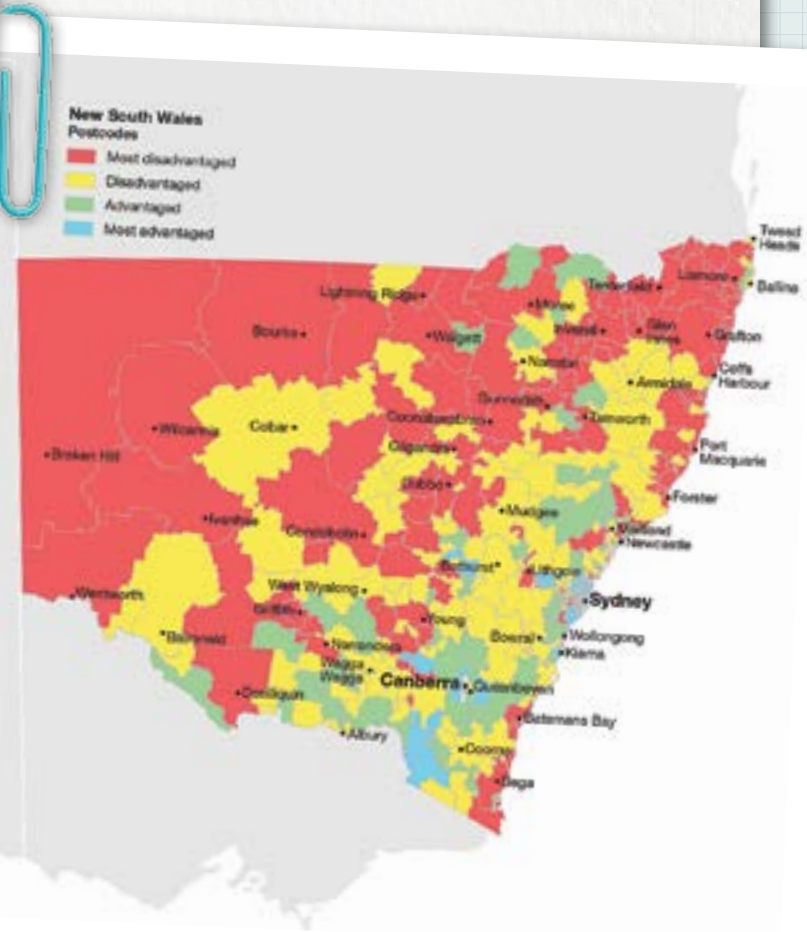 New South Wales
Postcodes
Most disadvantaged
Disadvantaged
Advantaged
Most advantaged
Tweed
Heads
Lismore
Ballina
Tenterfield
Lightning Ridge
Moree
Bourke
Walgett
Inverell
Glen
Innes
Grafton
Narrabri
Coffs
Harbour
Armidale
Gunnedah
Coonabarabran
Tamworth
Wilcannia
Cobar
Gilgandra
Port
Macquarie
Broken Hill
Dubbo
Forster
Mudgee
Ivanhoe
Condobolin
Maitland
Newcastle
Bathurst
Lithgow
Wentworth
West Wyalong
Sydney
Griffith
Young
Balranald
Bowral
Wollongong
Narrandera
Kiama
Wagga
Wagga
Canberra
Queanbeyan
Deniliquin
Batemans Bay
Albury
Cooma
Bega